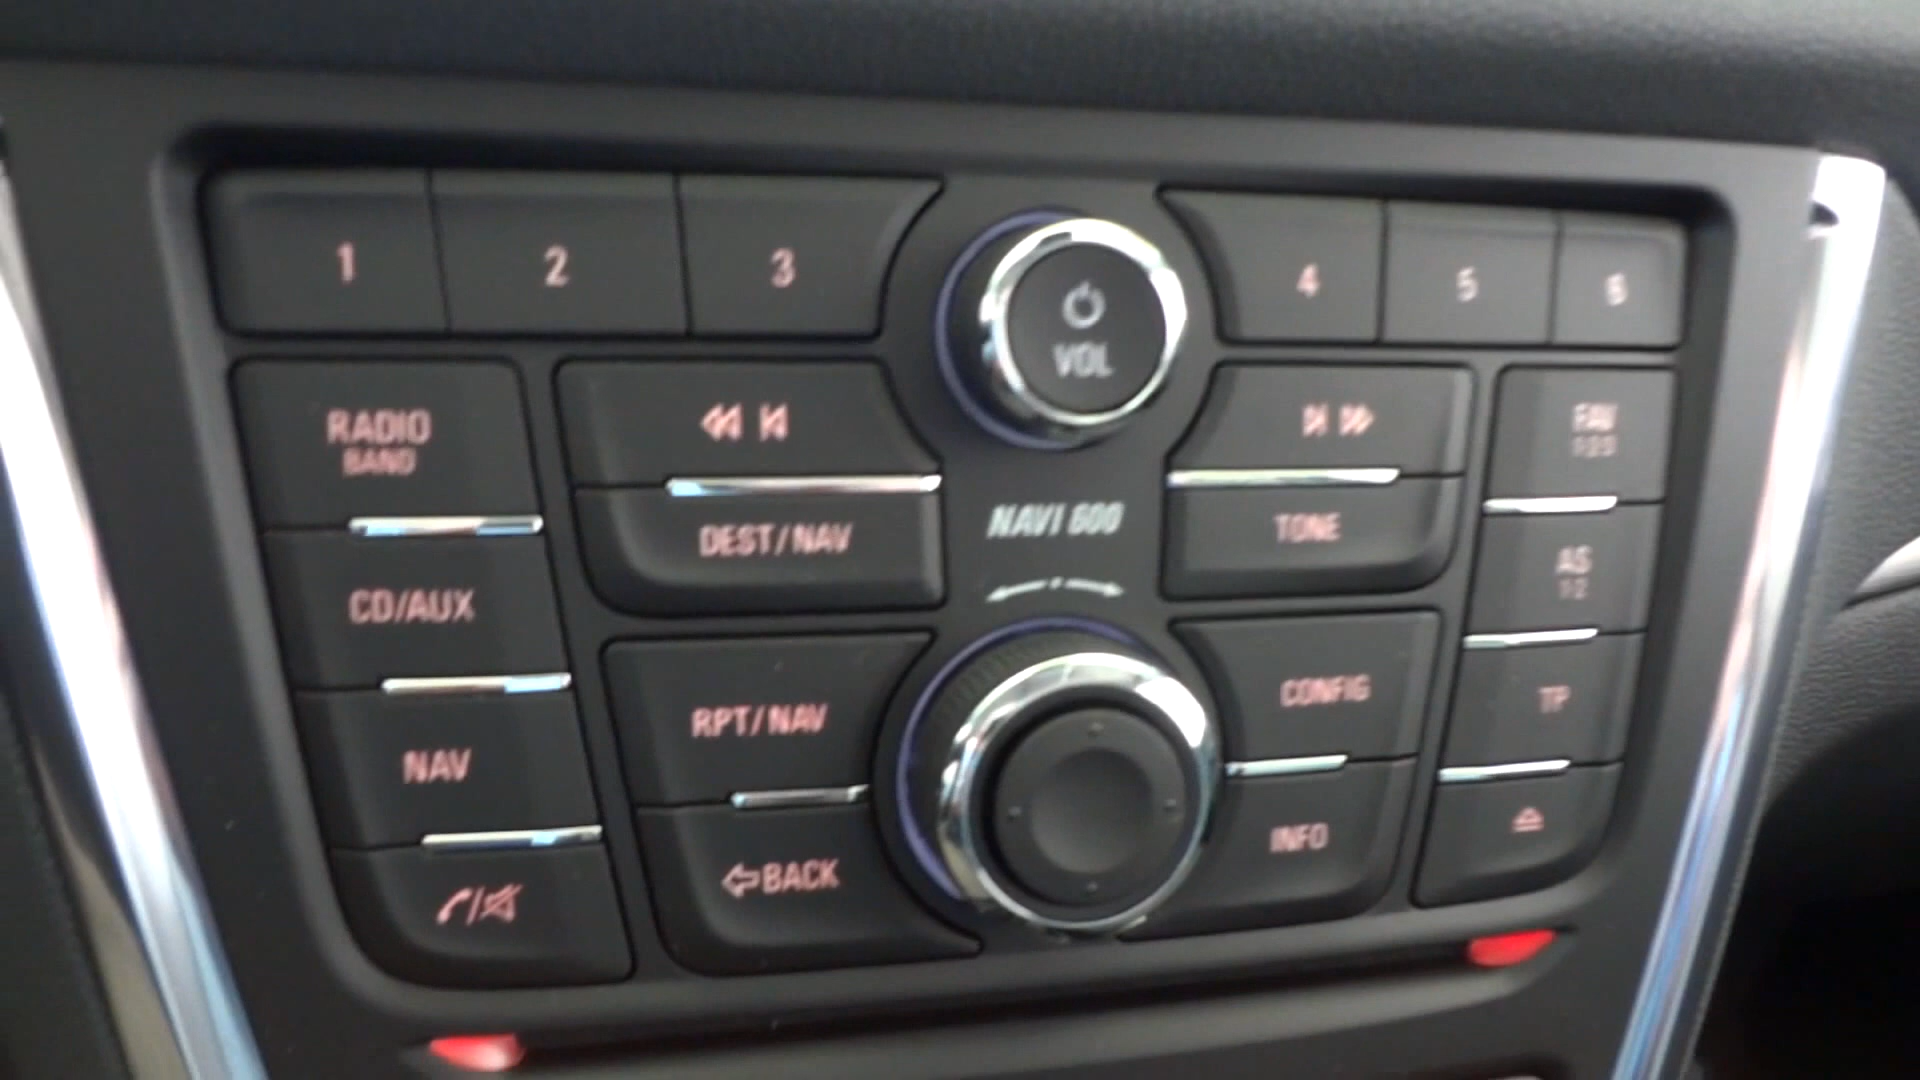 1 2 3
VOL
4 5 6
RADIO
BAND
FAV
DEST/NAV
NAVI 600
TONE
AS
CD/AUX
RPT/NAV
CONFIG
TP
NAV
BACK
INFO